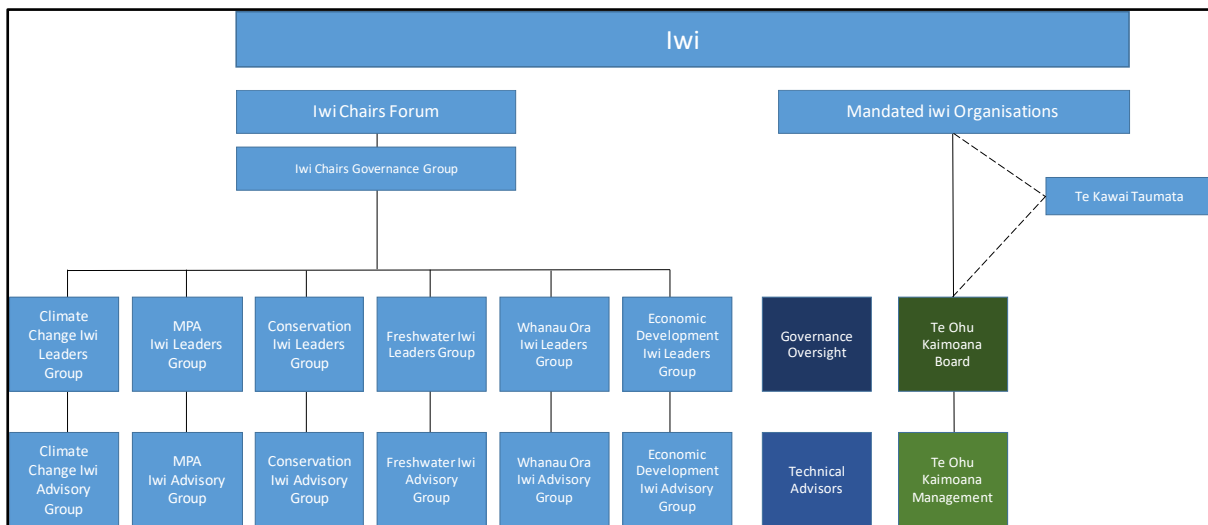 Iwi
Iwi Chairs Forum
Mandated iwi Organisations
Iwi Chairs Governance Group
Te Kawai Taumata
Climate
Change Iwi
Leaders
Group
MPA
Iwi Leaders
Group
Conservation
Iwi Leaders
Group
Freshwater Iwi
Leaders Group
Whanau Ora
Iwi Leaders
Group
Economic
Development
Iwi Leaders
Group
Governance
Oversight
Te Ohu
Kaimoana
Board
Climate
Change Iwi
Advisory
Group
MPA
Iwi Advisory
Group
Conservation
Iwi Advisory
Group
Freshwater Iwi
Advisory
Group
Whanau Ora
Iwi Advisory
Group
Economic
Development
Iwi Advisory
Group
Technical
Advisors
Te Ohu
Kaimoana
Management